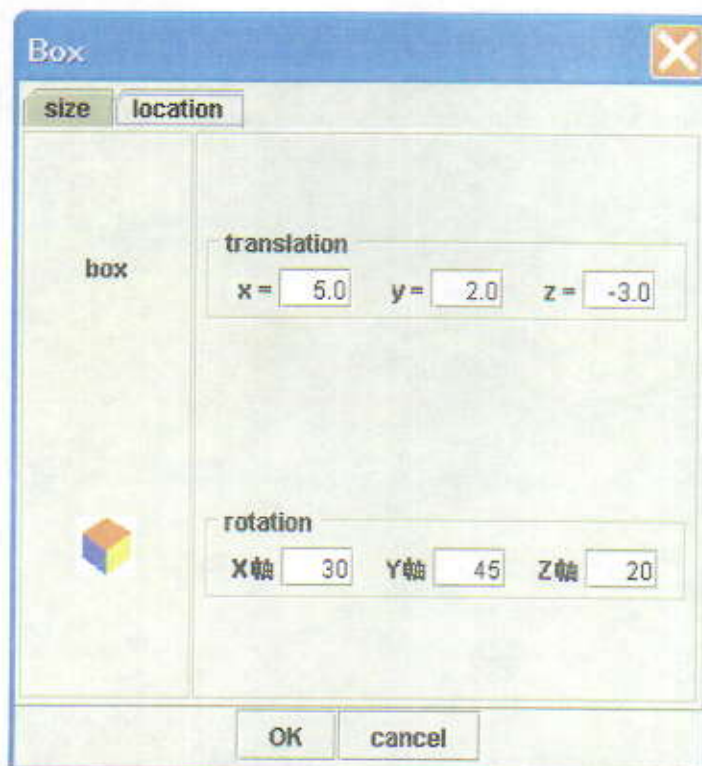 Box
size location
box
translation
x = 5.0 y = 2.0 z = -3.0
rotation
X軸 30 Y軸 45 Z軸 20
OK cancel